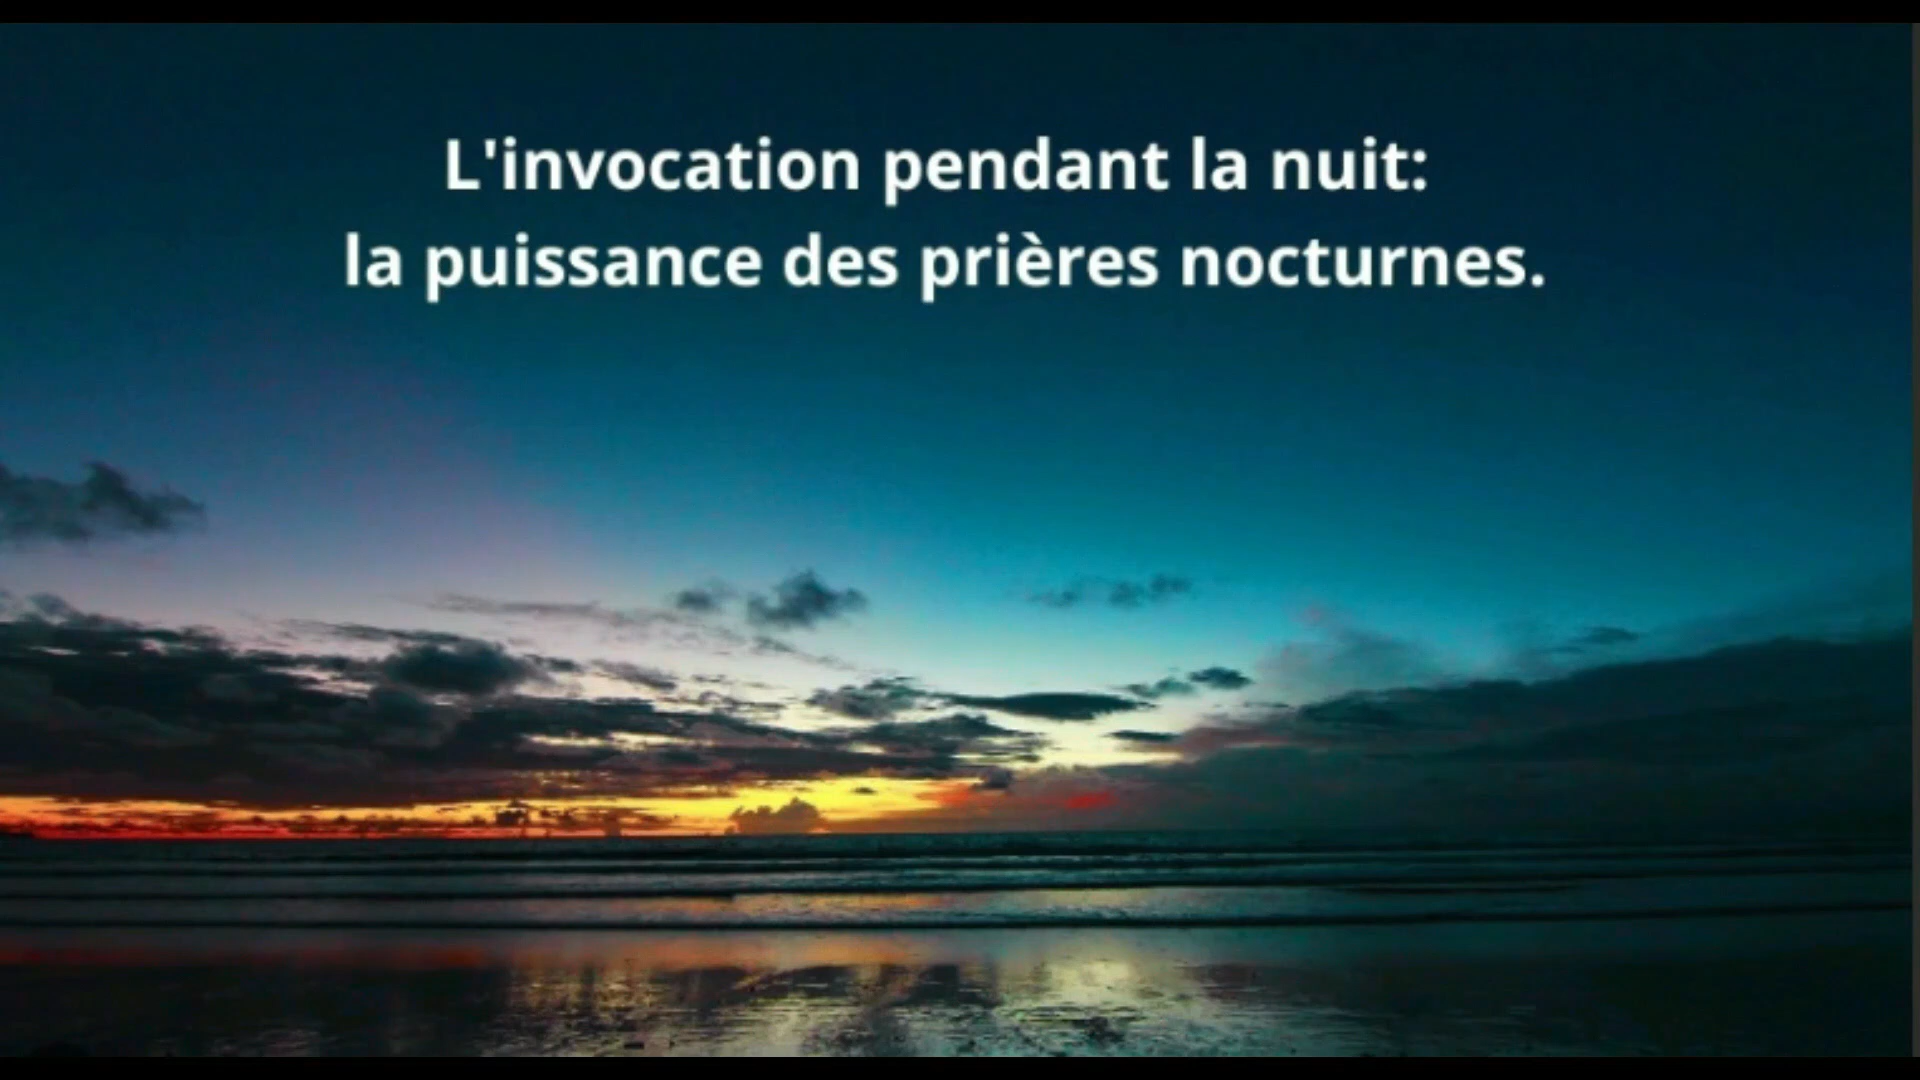 L'invocation pendant la nuit:
la puissance des prières nocturnes.